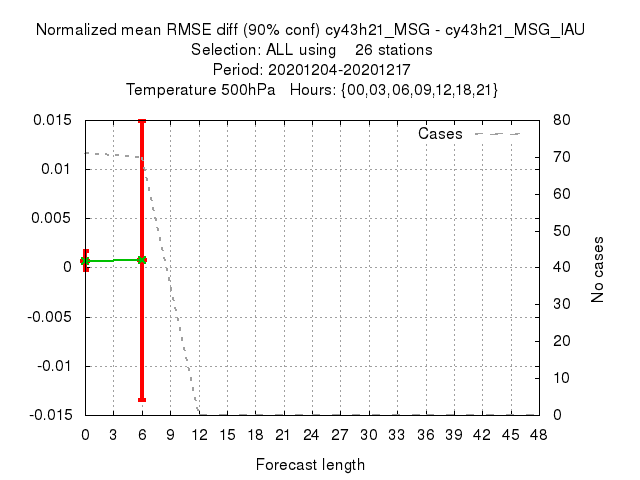 Normalized mean RMSE diff (90% conf) cy43h21_MSG - cy43h21_MSG_IAU
Selection: ALL using    26 stations
Period: 20201204-20201217
Temperature 500hPa   Hours: {00,03,06,09,12,18,21}
Cases
0.015
0.01
0.005
0
-0.005
-0.01
-0.015
80
70
60
50
40
30
20
10
0
No cases
0 3 6 9 12 15 18 21 24 27 30 33 36 39 42 45 48
Forecast length